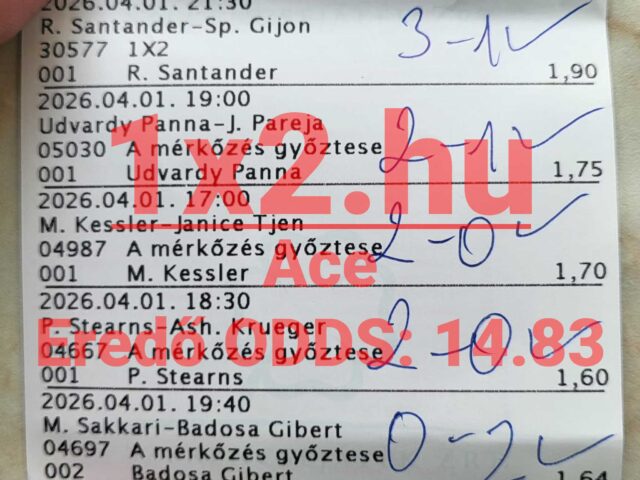 2026.04.01. 21:30
R. Santander-Sp. Gijon
30577 1X2
001 R. Santander 1,90
3-1✓
2026.04.01. 19:00
Udvardy Panna-J. Pareja
05030 A mérkőzés győztese
001 Udvardy Panna 1,75
2-1✓
2026.04.01. 17:00
M. Kessler-Janice Tjen
04987 A mérkőzés győztese
001 M. Kessler 1,70
2-0✓
2026.04.01. 18:30
P. Stearns-Ash. Krueger
04667 A mérkőzés győztese
001 P. Stearns 1,60
2-0✓
2026.04.01. 19:40
M. Sakkari-Badosa Gibert
04697 A mérkőzés győztese
002 Badosa Gibert 1,64
0-2✓
1x2.hu
Ace
Eredő ODDS: 14.83